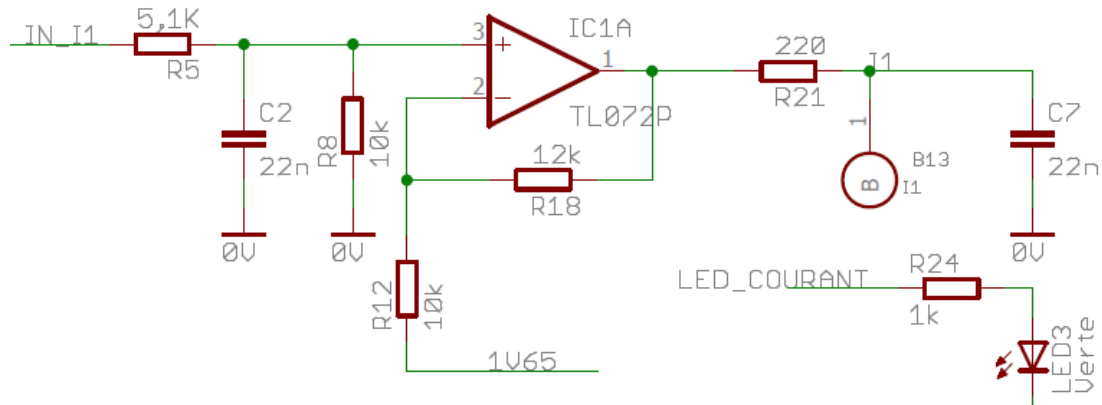 IN_I1
5,1K
R5
C2
22n
R8
10k
0V
0V
3
+
2
-
IC1A
1
TL072P
12k
R18
R12
10k
1V65
220
R21
I1
1
B
B13
I1
C7
22n
0V
LED_COURANT
R24
1k
LED3
Verte